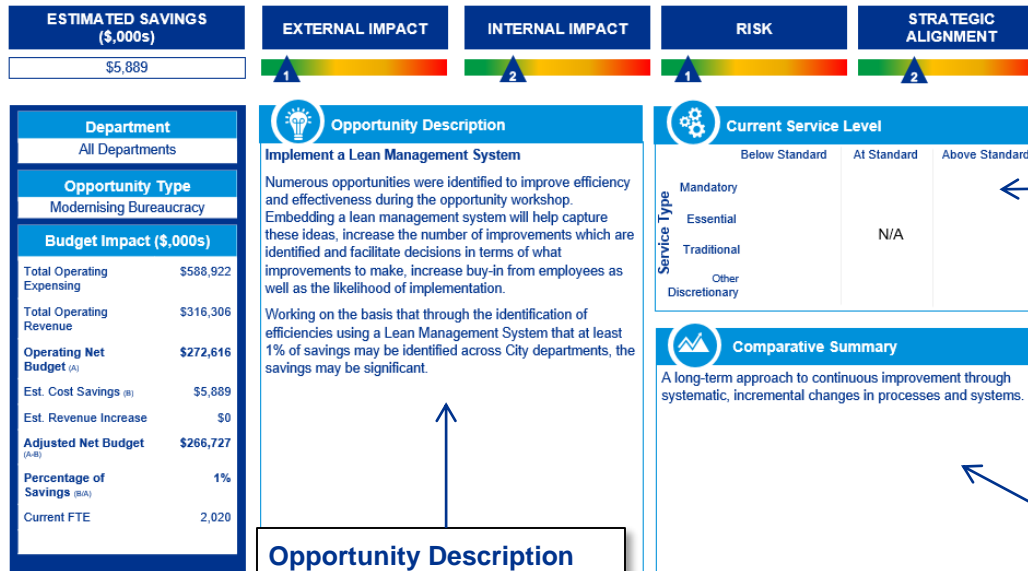 ESTIMATED SAVINGS
($,000s)
$5,889
EXTERNAL IMPACT
1
INTERNAL IMPACT
2
RISK
1
STRATEGIC
ALIGNMENT
2
Department
All Departments
Opportunity Type
Modernising Bureaucracy
Budget Impact ($,000s)
Total Operating $588,922
Expensing
Total Operating $316,306
Revenue
Operating Net $272,616
Budget (A)
Est. Cost Savings (B) $5,889
Est. Revenue Increase $0
Adjusted Net Budget $266,727
(A-B)
Percentage of 1%
Savings (B/A)
Current FTE 2,020
Opportunity Description
Implement a Lean Management System
Numerous opportunities were identified to improve efficiency
and effectiveness during the opportunity workshop.
Embedding a lean management system will help capture
these ideas, increase the number of improvements which are
identified and facilitate decisions in terms of what
improvements to make, increase buy-in from employees as
well as the likelihood of implementation.
Working on the basis that through the identification of
efficiencies using a Lean Management System that at least
1% of savings may be identified across City departments, the
savings may be significant.
Opportunity Description
Current Service Level
Below Standard At Standard Above Standard
Service Type
Mandatory
Essential
N/A
Traditional
Other
Discretionary
Comparative Summary
A long-term approach to continuous improvement through
systematic, incremental changes in processes and systems.